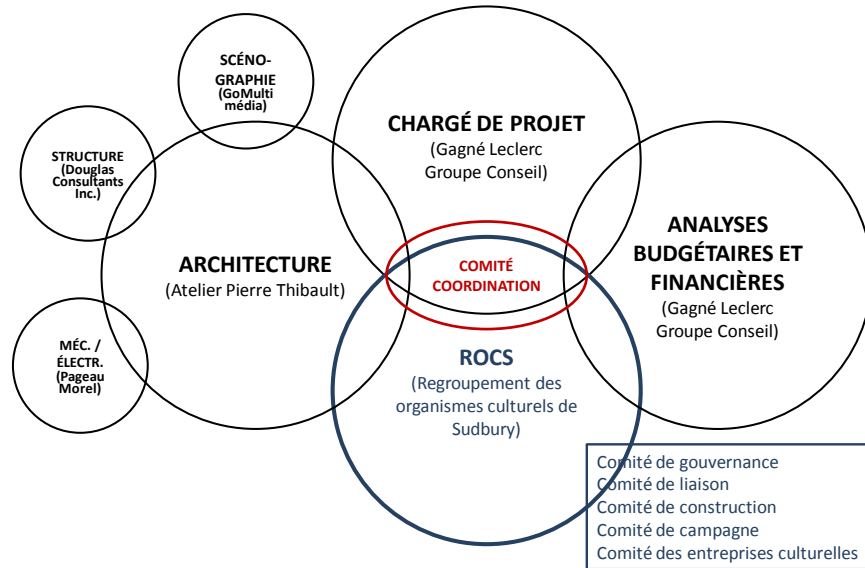 SCÉNO-
GRAPHIE
(GoMulti
média)
STRUCTURE
(Douglas
Consultants
Inc.)
MÉC. /
ÉLECTR.
(Pageau
Morel)
ARCHITECTURE
(Atelier Pierre Thibault)
CHARGÉ DE PROJET
(Gagné Leclerc
Groupe Conseil)
COMITÉ
COORDINATION
ANALYSES
BUDGÉTAIRES ET
FINANCIÈRES
(Gagné Leclerc
Groupe Conseil)
ROCS
(Regroupement des
organismes culturels de
Sudbury)
Comité de gouvernance
Comité de liaison
Comité de construction
Comité de campagne
Comité des entreprises culturelles